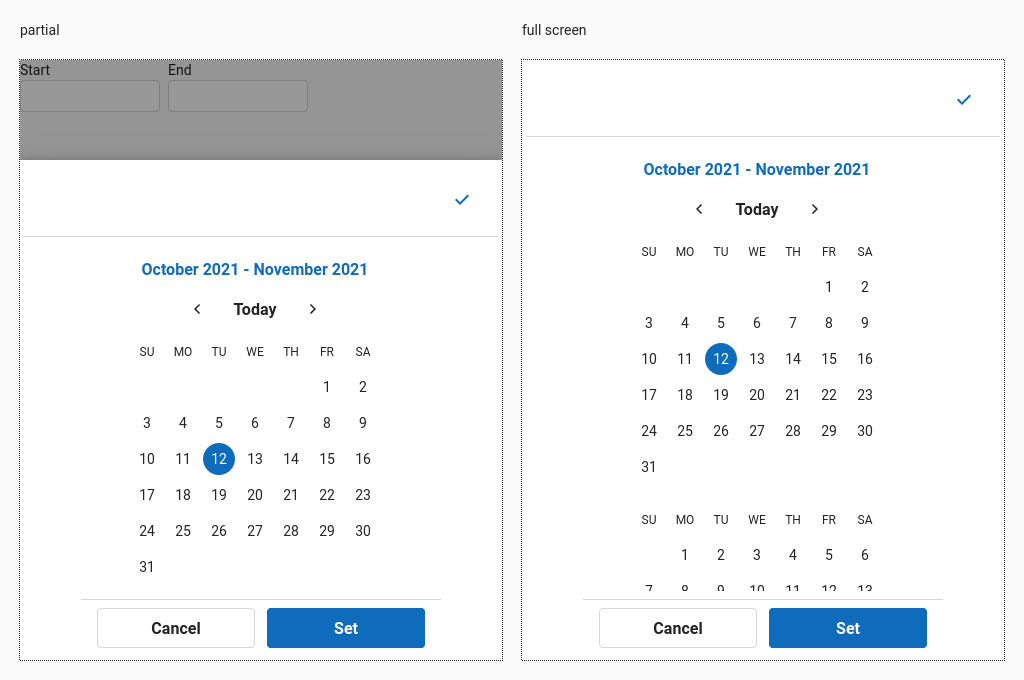 partial
Start End
October 2021 - November 2021
Today
SU MO TU WE TH FR SA
1 2
3 4 5 6 7 8 9
10 11 12 13 14 15 16
17 18 19 20 21 22 23
24 25 26 27 28 29 30
31
Cancel Set
full screen
October 2021 - November 2021
Today
SU MO TU WE TH FR SA
1 2
3 4 5 6 7 8 9
10 11 12 13 14 15 16
17 18 19 20 21 22 23
24 25 26 27 28 29 30
31
SU MO TU WE TH FR SA
1 2 3 4 5 6
7 8 9 10 11 12 13
Cancel Set